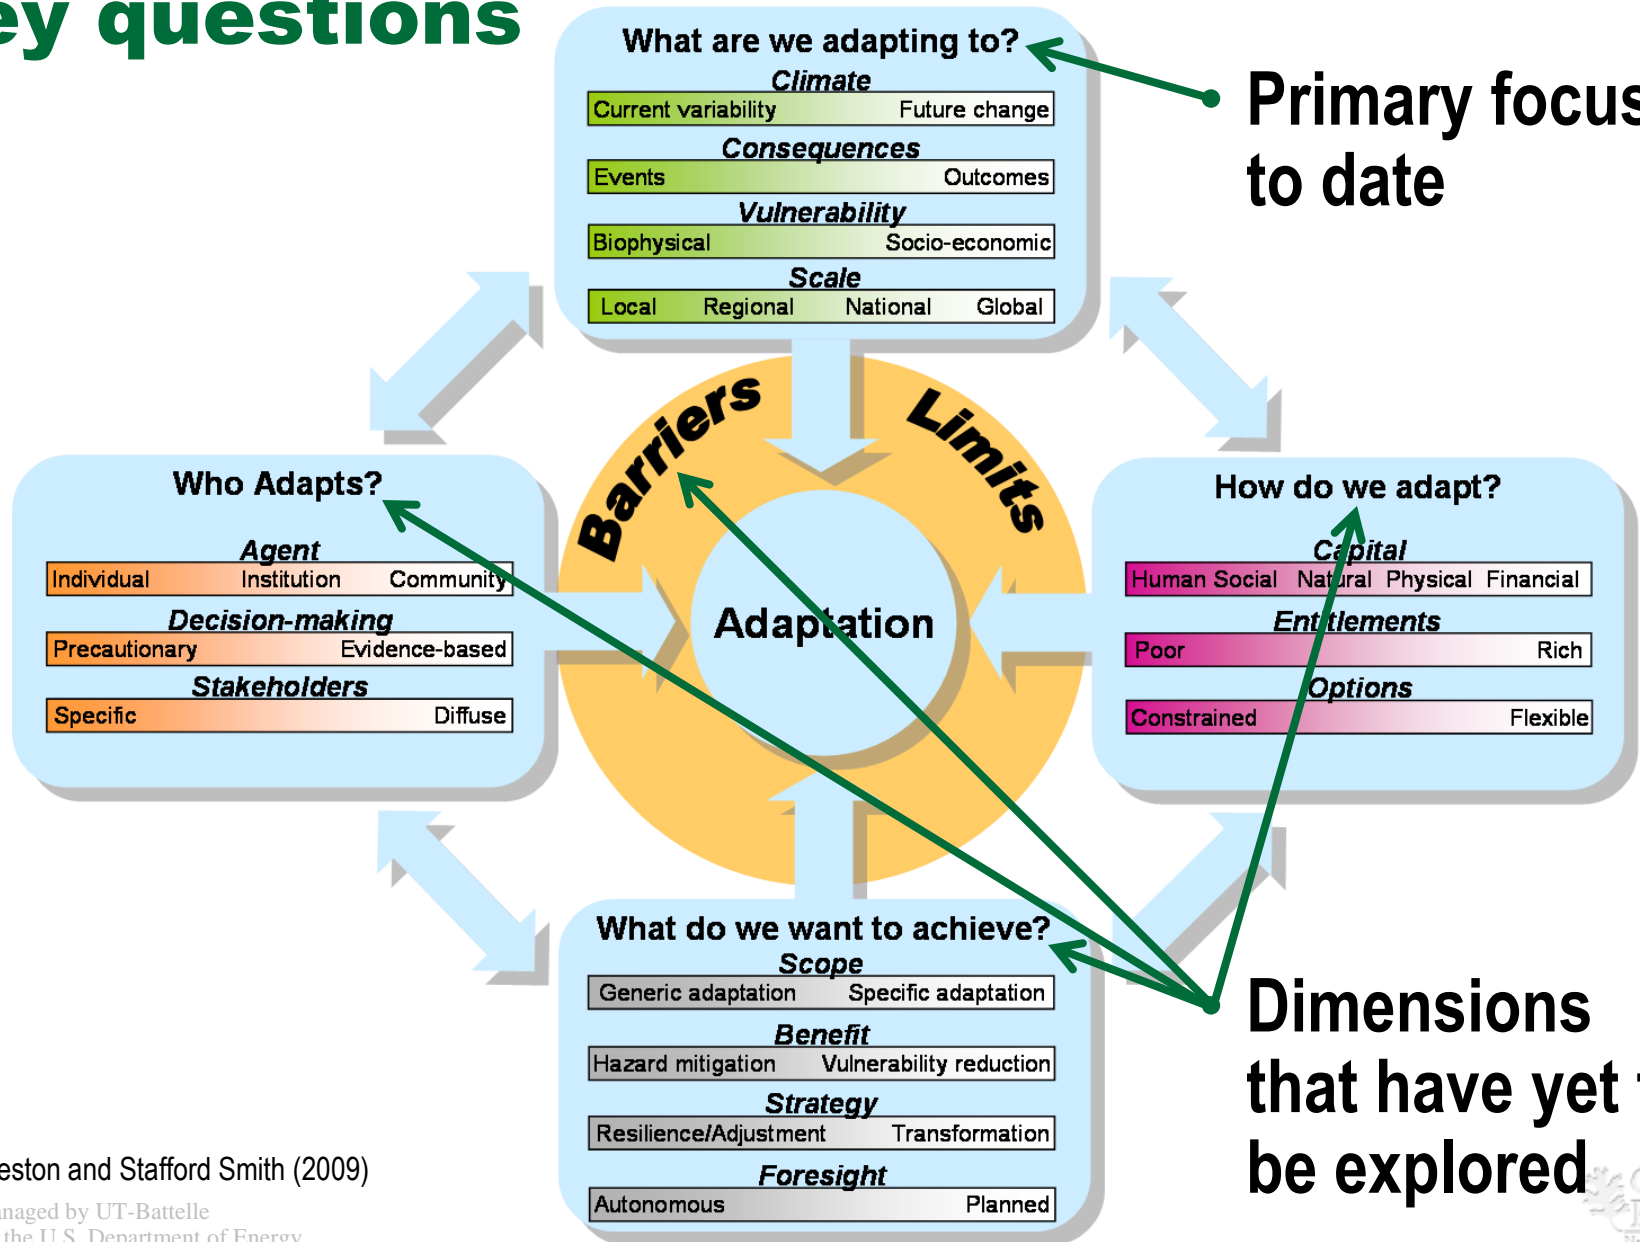 ey questions
What are we adapting to?
Climate
Current variability Future change
Consequences
Events Outcomes
Vulnerability
Biophysical Socio-economic
Scale
Local Regional National Global
Primary focus
to date
Barriers
Limits
Who Adapts?
Agent
Individual Institution Community
Decision-making
Precautionary Evidence-based
Stakeholders
Specific Diffuse
Adaptation
How do we adapt?
Capital
Human Social Natural Physical Financial
Entitlements
Poor Rich
Options
Constrained Flexible
What do we want to achieve?
Scope
Generic adaptation Specific adaptation
Benefit
Hazard mitigation Vulnerability reduction
Strategy
Resilience/Adjustment Transformation
Foresight
Autonomous Planned
Dimensions
that have yet
be explored
eston and Stafford Smith (2009)
anaged by UT-Battelle
the U.S. Department of Energy